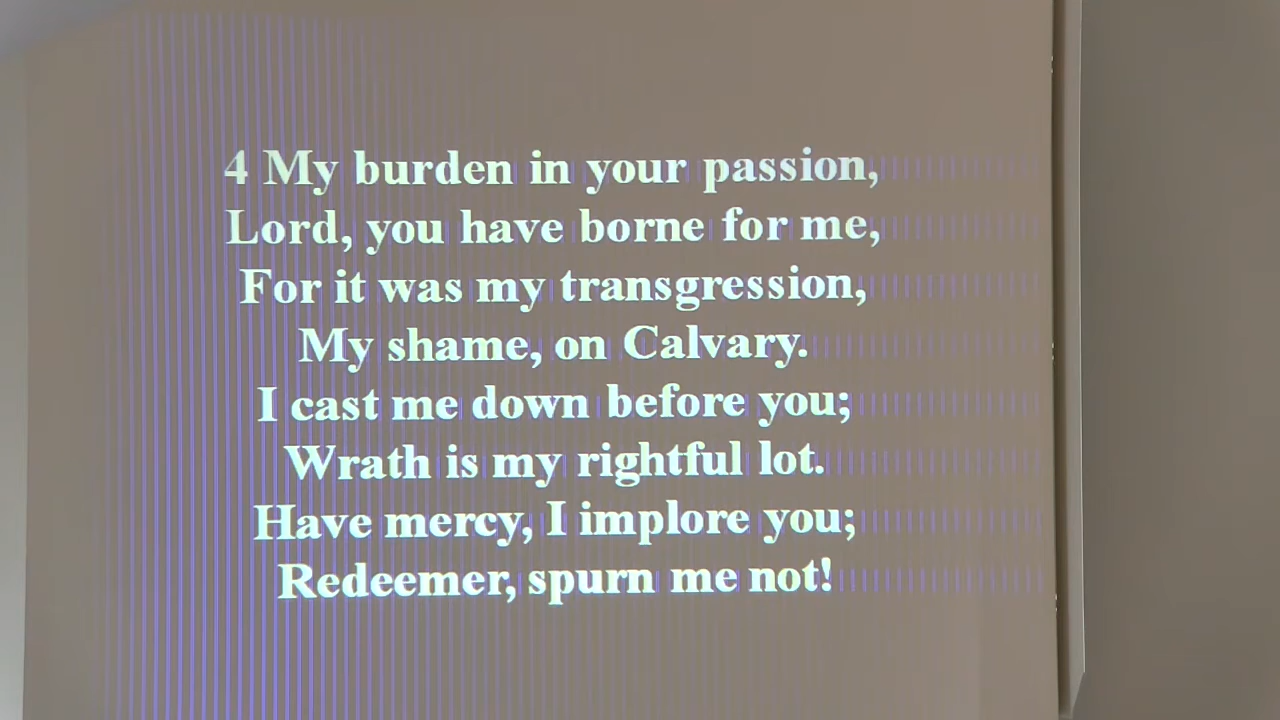 4 My burden in your passion,
Lord, you have borne for me,
For it was my transgression,
My shame, on Calvary.
I cast me down before you;
Wrath is my rightful lot.
Have mercy, I implore you;
Redeemer, spurn me not!